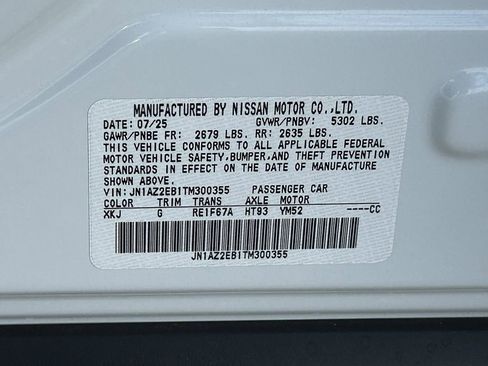 MANUFACTURED BY NISSAN MOTOR CO.,LTD.
DATE: 07/25 GVWR/PNBV: 5302 LBS.
GAWR/PNBE FR: 2679 LBS. RR: 2635 LBS.
THIS VEHICLE CONFORMS TO ALL APPLICABLE FEDERAL
MOTOR VEHICLE SAFETY,BUMPER,AND THEFT PREVENTION
STANDARDS IN EFFECT ON THE DATE OF MANUFACTURE
SHOWN ABOVE.
VIN: JN1AZ2EB1TM300355 PASSENGER CAR
COLOR TRIM TRANS AXLE MOTOR
XKJ G RE1F67A HT93 YM52 ----CC
JN1AZ2EB1TM300355